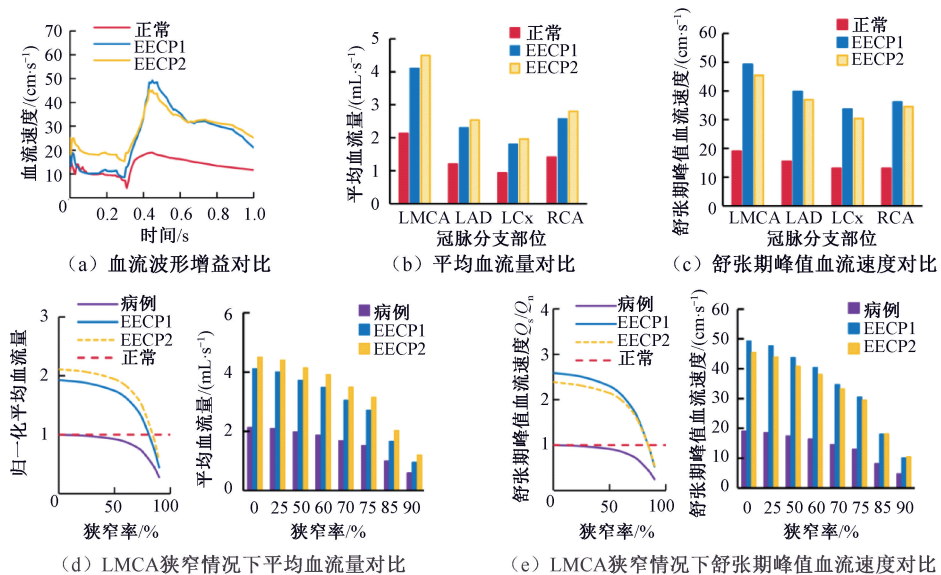 正常
EECP1
EECP2
血流速度/(cm·s⁻¹)
70
60
50
40
30
20
10
0
0.2
0.4
0.6
0.8
1.0
时间/s
（a）血流波形增益对比
正常
EECP1
EECP2
平均血流量/(mL·s⁻¹)
5
4
3
2
1
0
LMCA LAD LCx RCA
冠脉分支部位
（b）平均血流量对比
正常
EECP1
EECP2
舒张期峰值血流速度/(cm·s⁻¹)
60
50
40
30
20
10
0
LMCA LAD LCx RCA
冠脉分支部位
（c）舒张期峰值血流速度对比
病例
EECP1
EECP2
正常
归一化平均血流量
3
2
1
0
50
100
狭窄率/%
病例
EECP1
EECP2
平均血流量/(mL·s⁻¹)
6
4
2
0
0 25 50 60 70 75 85 90
狭窄率/%
（d）LMCA狭窄情况下平均血流量对比
病例
EECP1
EECP2
正常
舒张期峰值血流速度Qs/Qn
4
3
2
1
0
50
100
狭窄率/%
病例
EECP1
EECP2
舒张期峰值血流速度/(cm·s⁻¹)
60
50
40
30
20
10
0
0 25 50 60 70 75 85 90
狭窄率/%
（e）LMCA狭窄情况下舒张期峰值血流速度对比